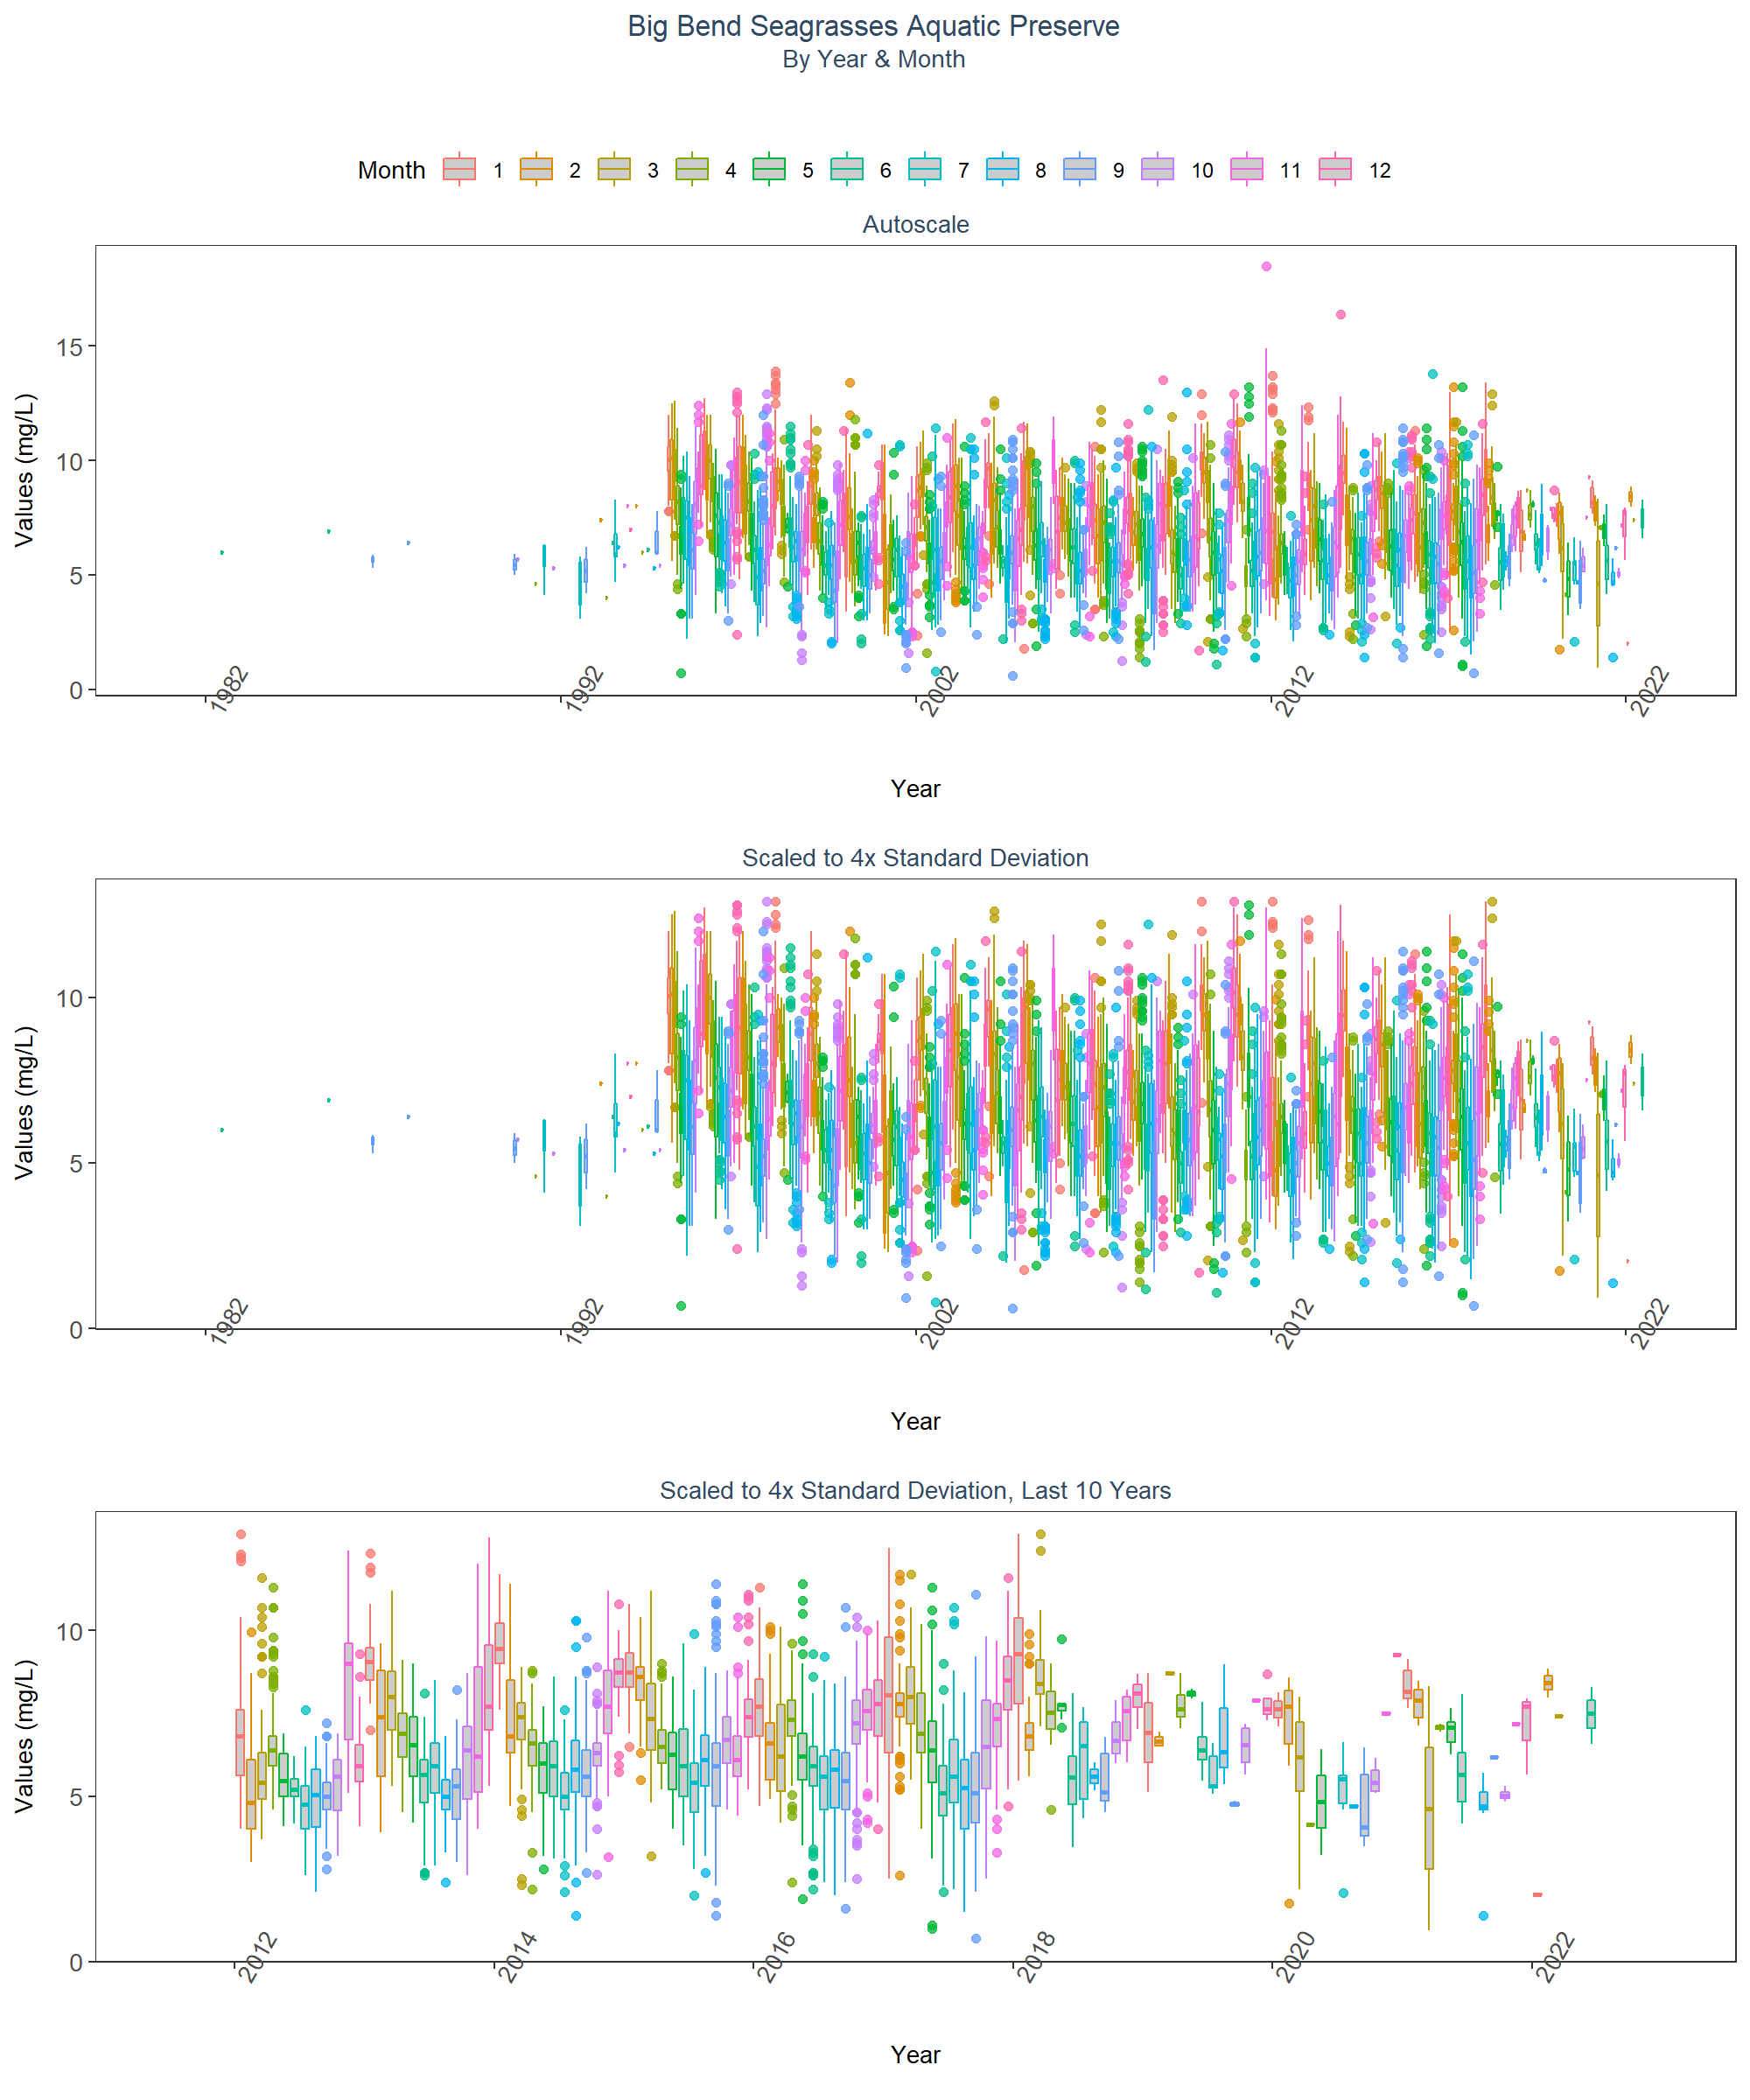 Big Bend Seagrasses Aquatic Preserve
By Year & Month
Month 1 2 3 4 5 6 7 8 9 10 11 12
Autoscale
Values (mg/L)
15
10
5
0
1982 1992 2002 2012 2022
Year
Scaled to 4x Standard Deviation
Values (mg/L)
10
5
0
1982 1992 2002 2012 2022
Year
Scaled to 4x Standard Deviation, Last 10 Years
Values (mg/L)
10
5
0
2012 2014 2016 2018 2020 2022
Year